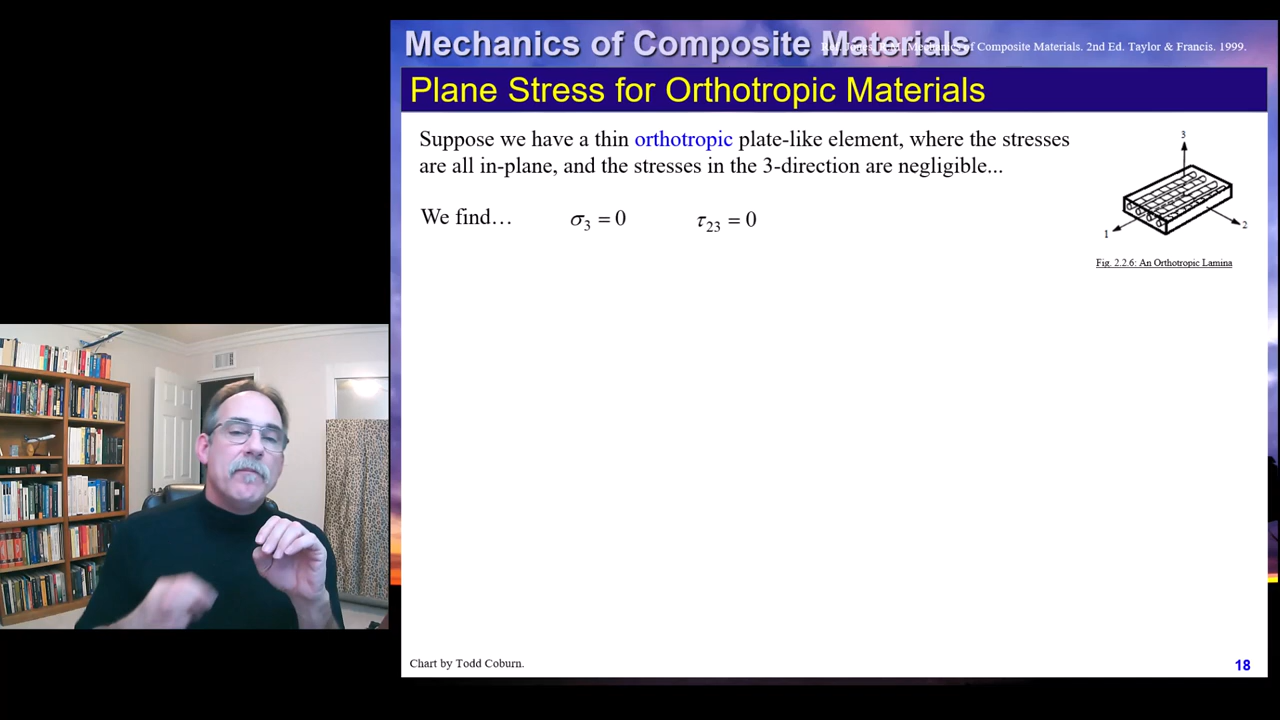 Mechanics of Composite Materials
Ref: Jones, R.M. Mechanics of Composite Materials. 2nd Ed. Taylor & Francis. 1999.
Plane Stress for Orthotropic Materials
Suppose we have a thin orthotropic plate-like element, where the stresses
are all in-plane, and the stresses in the 3-direction are negligible...
We find… σ₃ = 0 τ₂₃ = 0
3
1
2
Fig. 2.2.6: An Orthotropic Lamina
Chart by Todd Coburn.
18